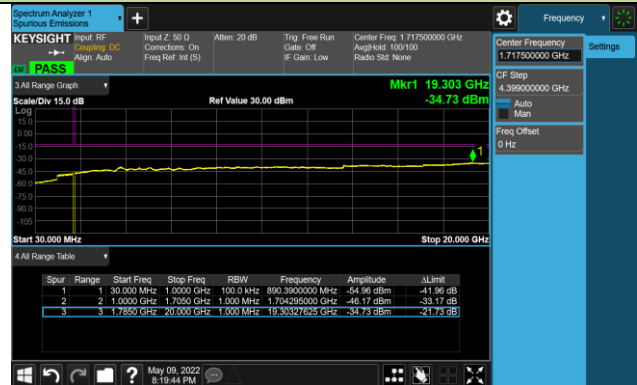 Spectrum Analyzer 1
Spurious Emissions
Frequency
KEYSIGHT
Input: RF
Coupling: DC
Align: Auto
Input Z: 50 Ω
Corrections: On
Freq Ref: Int (S)
Atten: 20 dB
Trig: Free Run
Gate: Off
IF Gain: Low
Center Freq: 1.717500000 GHz
Avg|Hold: 100/100
Radio Std: None
PASS
Center Frequency
1.717500000 GHz
Settings
CF Step
4.399000000 GHz
Auto
Man
Freq Offset
0 Hz
3 All Range Graph
Mkr1 19.303 GHz
-34.73 dBm
Scale/Div 15.0 dB
Ref Value 30.00 dBm
Log
15.0
0.00
-15.0
-30.0
-45.0
-60.0
-75.0
-90.0
-105
1
Start 30.000 MHz
Stop 20.000 GHz
4 All Range Table
Spur Range Start Freq Stop Freq RBW Frequency Amplitude ΔLimit
1 1 30.000 MHz 1.0000 GHz 100.0 kHz 890.3900000 MHz -54.96 dBm -41.96 dB
2 2 1.0000 GHz 1.7050 GHz 1.000 MHz 1.704295000 GHz -46.17 dBm -33.17 dB
3 3 1.7850 GHz 20.000 GHz 1.000 MHz 19.30327625 GHz -34.73 dBm -21.73 dB
?
May 09, 2022
8:19:44 PM